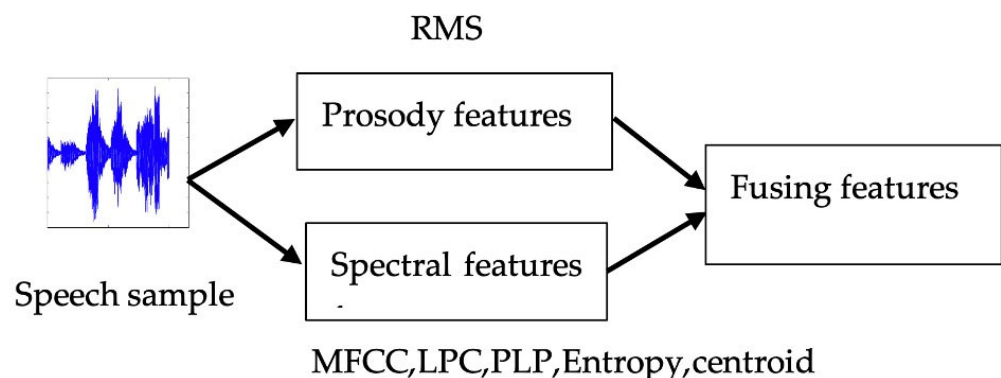 RMS
Prosody features
Fusing features
Spectral features
Speech sample
MFCC,LPC,PLP,Entropy,centroid